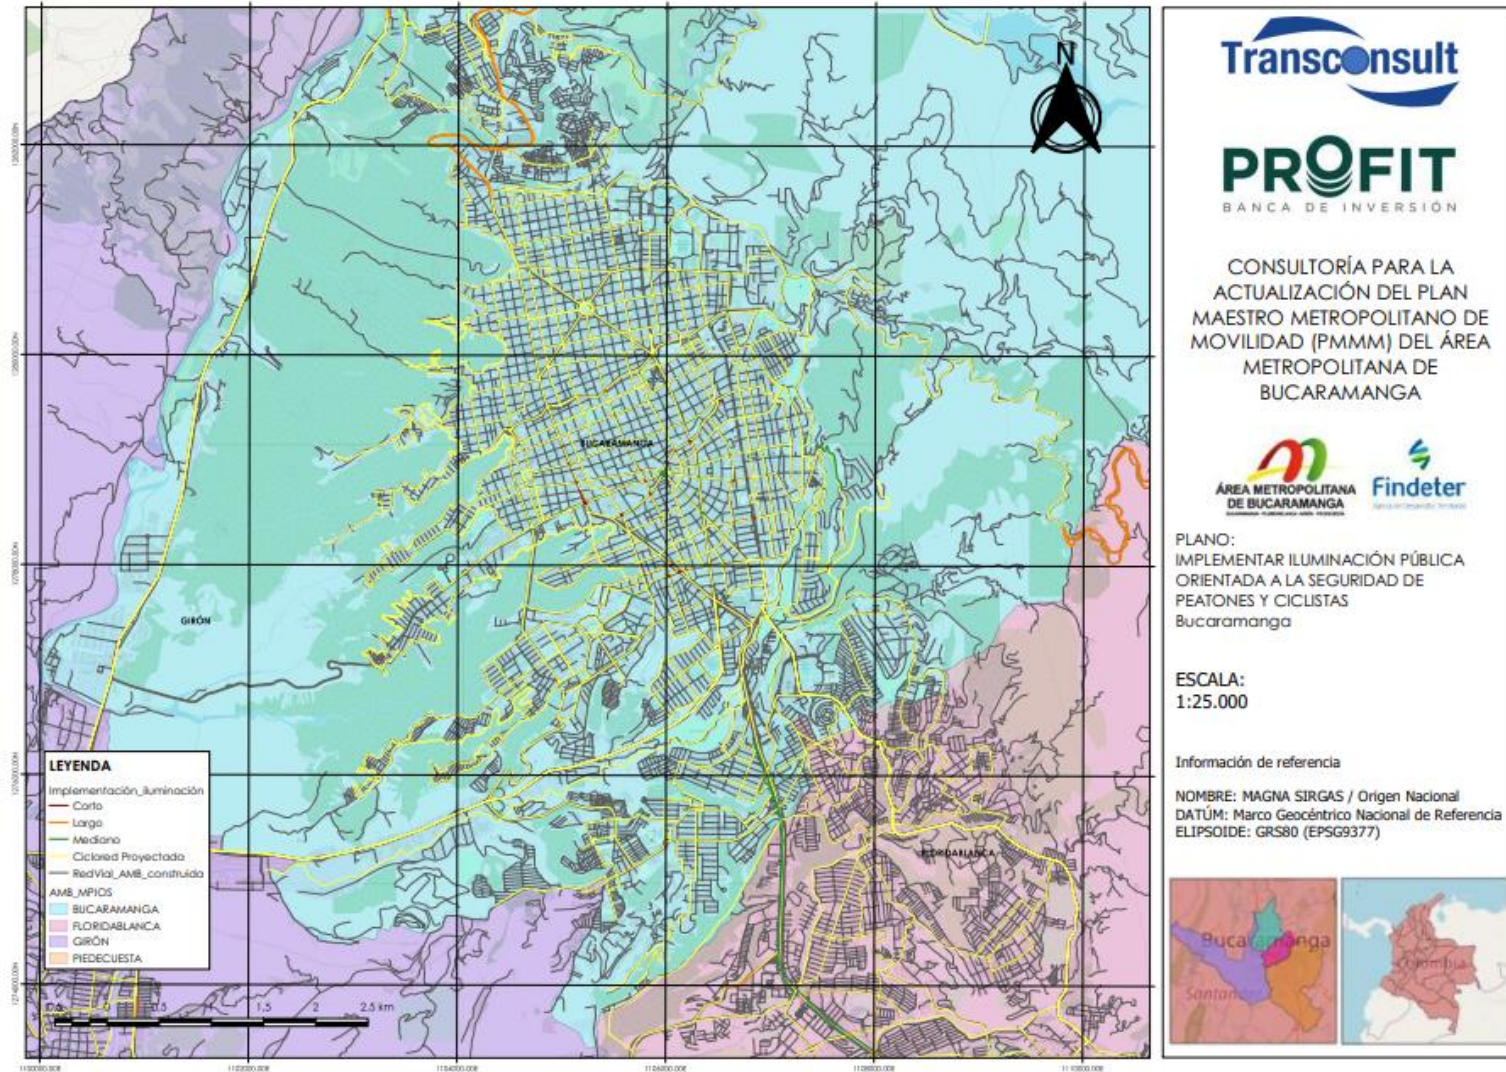 N
BUCARAMANGA
GIRÓN
FLORIDABLANCA
LEYENDA
Implementación_iluminación
Corto
Largo
Mediano
Ciclored Proyectada
RedVial_AMB_construida
AMB_MPIOS
BUCARAMANGA
FLORIDABLANCA
GIRÓN
PIEDECUESTA
1.5 2 2.5 km
Transconsult
PROFIT
BANCA DE INVERSIÓN
CONSULTORÍA PARA LA
ACTUALIZACIÓN DEL PLAN
MAESTRO METROPOLITANO DE
MOVILIDAD (PMMM) DEL ÁREA
METROPOLITANA DE
BUCARAMANGA
ÁREA METROPOLITANA
DE BUCARAMANGA
Findeter
PLANO:
IMPLEMENTAR ILUMINACIÓN PÚBLICA
ORIENTADA A LA SEGURIDAD DE
PEATONES Y CICLISTAS
Bucaramanga
ESCALA:
1:25.000
Información de referencia
NOMBRE: MAGNA SIRGAS / Origen Nacional
DATÚM: Marco Geocéntrico Nacional de Referencia
ELIPSOIDE: GRS80 (EPSG9377)
Bucaramanga
Santander
Colombia